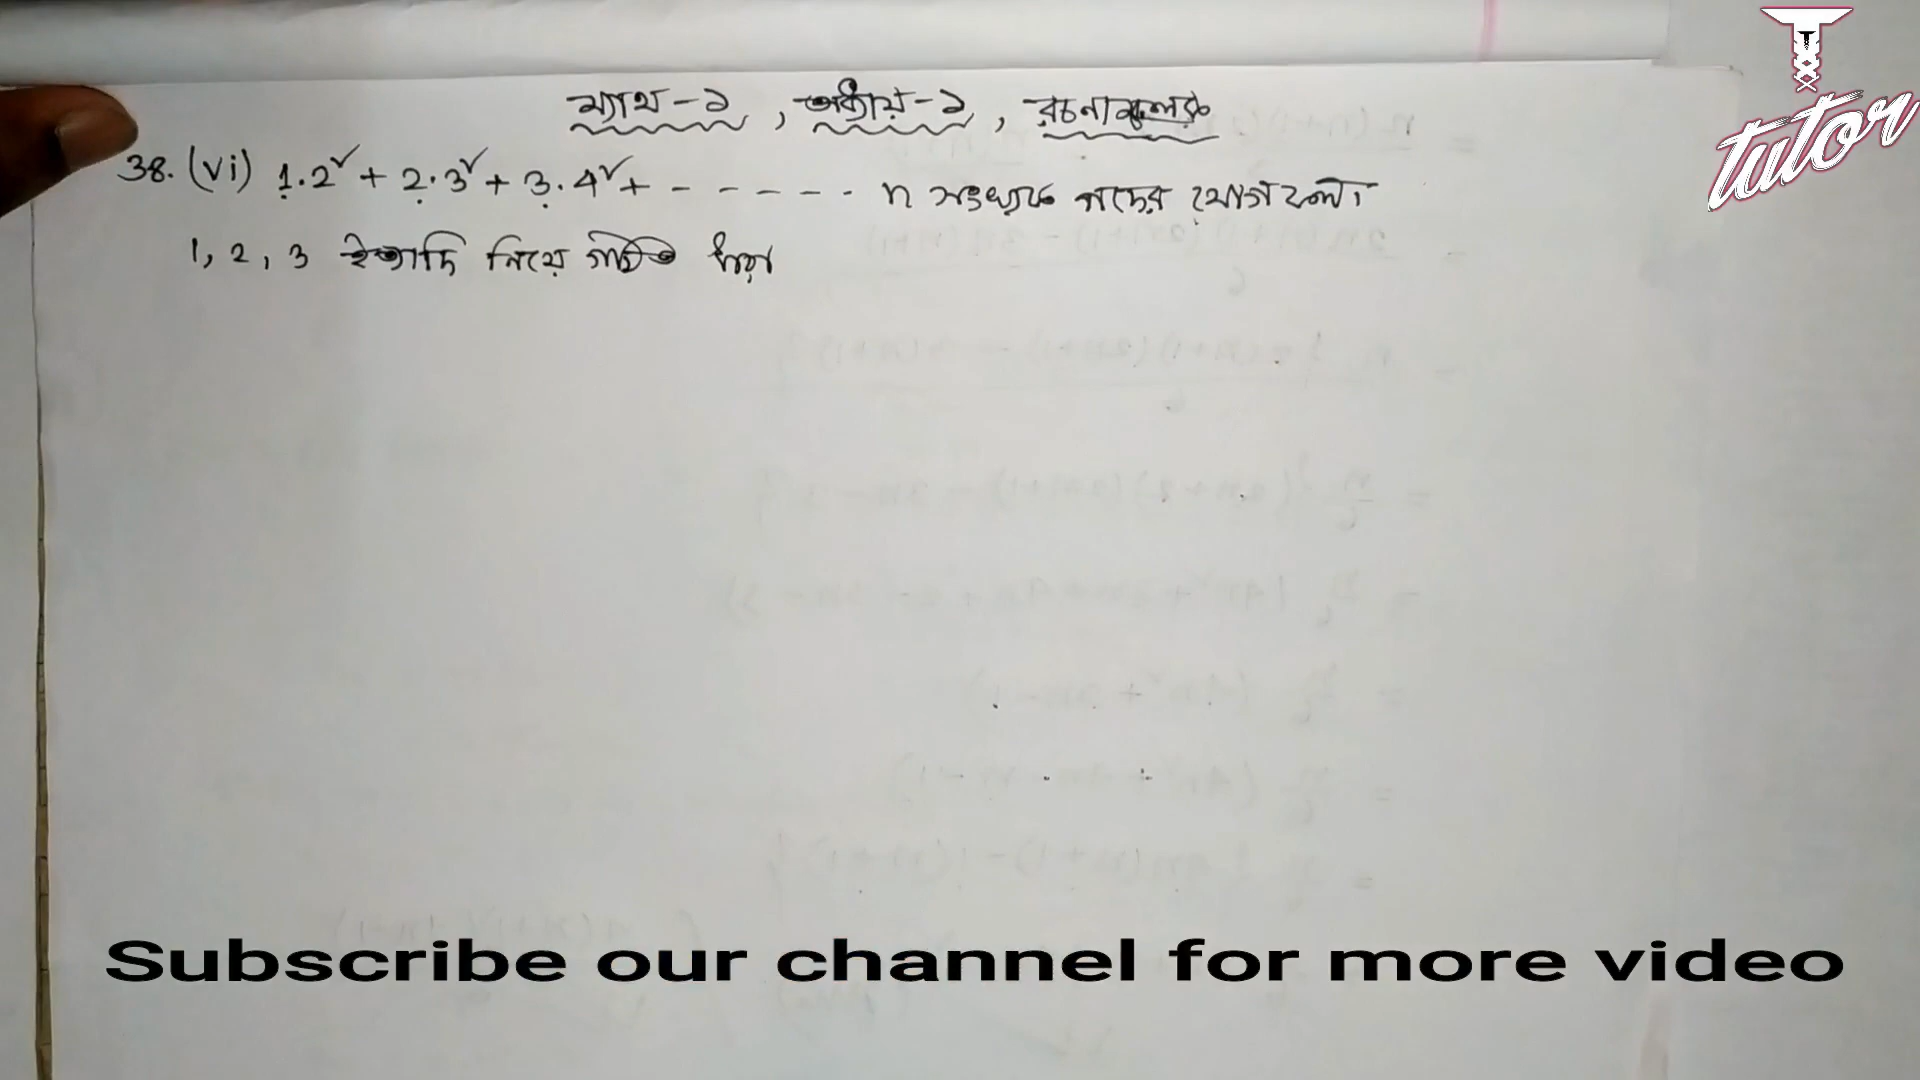 ম্যাথ-১, অধ্যায়-১, রচনামূলক
38. (vi) 1.2² + 2.3² + 3.4² + - - - - - - n সংখ্যক পদের যোগফল।
1, 2, 3 ইত্যাদি নিয়ে গঠিত ধারা
T
tutor
Subscribe our channel for more video